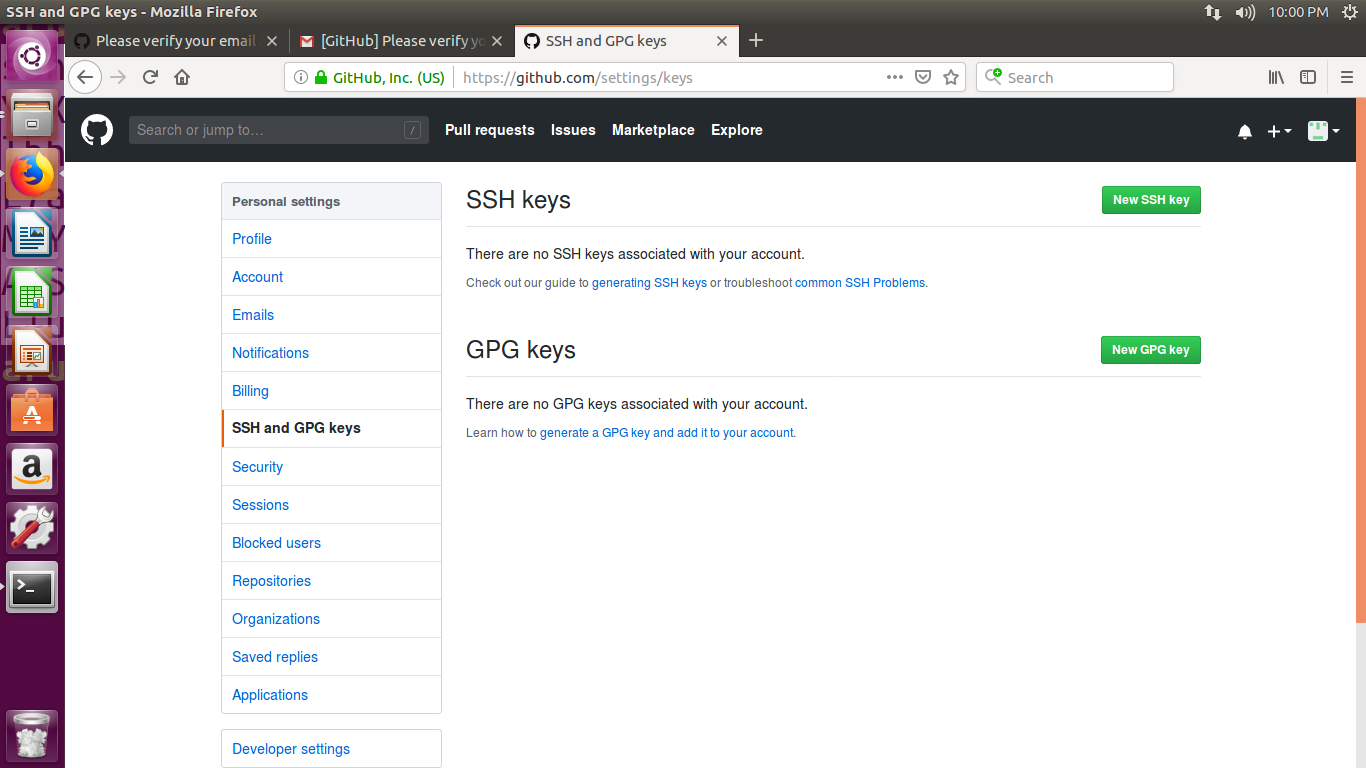 SSH and GPG keys - Mozilla Firefox
10:00 PM
Please verify your email
[GitHub] Please verify yo
SSH and GPG keys
GitHub, Inc. (US)
https://github.com/settings/keys
Search
Search or jump to…
/
Pull requests
Issues
Marketplace
Explore
Personal settings
Profile
Account
Emails
Notifications
Billing
SSH and GPG keys
Security
Sessions
Blocked users
Repositories
Organizations
Saved replies
Applications
Developer settings
SSH keys
New SSH key
There are no SSH keys associated with your account.
Check out our guide to generating SSH keys or troubleshoot common SSH Problems.
GPG keys
New GPG key
There are no GPG keys associated with your account.
Learn how to generate a GPG key and add it to your account.